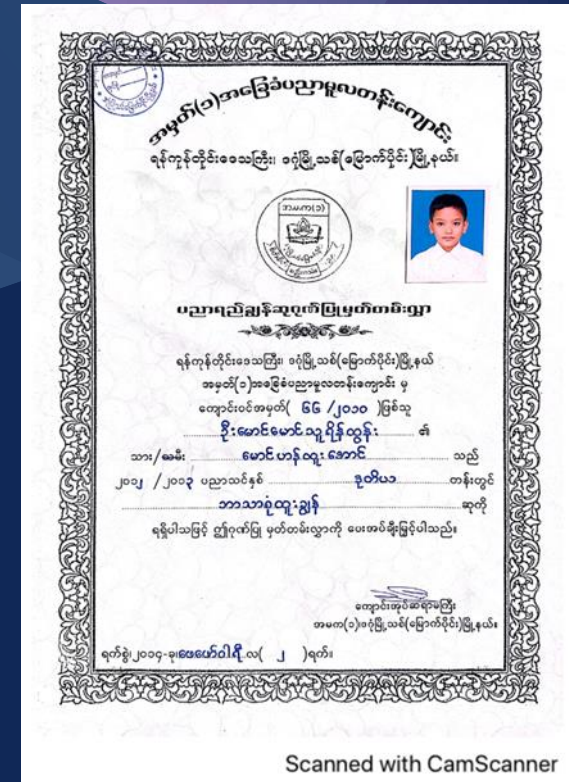 အမှတ်(၁)အခြေခံပညာမူလတန်းကျောင်း
ရန်ကုန်တိုင်းဒေသကြီး၊ ဒဂုံမြို့သစ်(မြောက်ပိုင်း)မြို့နယ်။
အမက(၁)
ပညာရည်ချွန်ဆုဂုဏ်ပြုမှတ်တမ်းလွှာ
ရန်ကုန်တိုင်းဒေသကြီး၊ ဒဂုံမြို့သစ်(မြောက်ပိုင်း)မြို့နယ်
အမှတ်(၁)အခြေခံပညာမူလတန်းကျောင်း မှ
ကျောင်းဝင်အမှတ်( ၆၆ /၂၀၁၀ )ဖြစ်သူ
ဦးမောင်မောင်သူရိန်ထွန်း ၏
သား/သမီး မောင်ဟန်ထူးအောင် သည်
၂၀၁၂ /၂၀၁၃ ပညာသင်နှစ် ဒုတိယ တန်းတွင်
ဘာသာစုံထူးချွန် ဆုကို
ရရှိပါသဖြင့် ဤဂုဏ်ပြု မှတ်တမ်းလွှာကို ပေးအပ်ချီးမြှင့်ပါသည်။
ကျောင်းအုပ်ဆရာမကြီး
အမက(၁)၊ဒဂုံမြို့သစ်(မြောက်ပိုင်း)မြို့နယ်။
ရက်စွဲ၊၂၀၁၄-ခု၊ဖေဖော်ဝါရီ လ( ၂ )ရက်။
Scanned with CamScanner